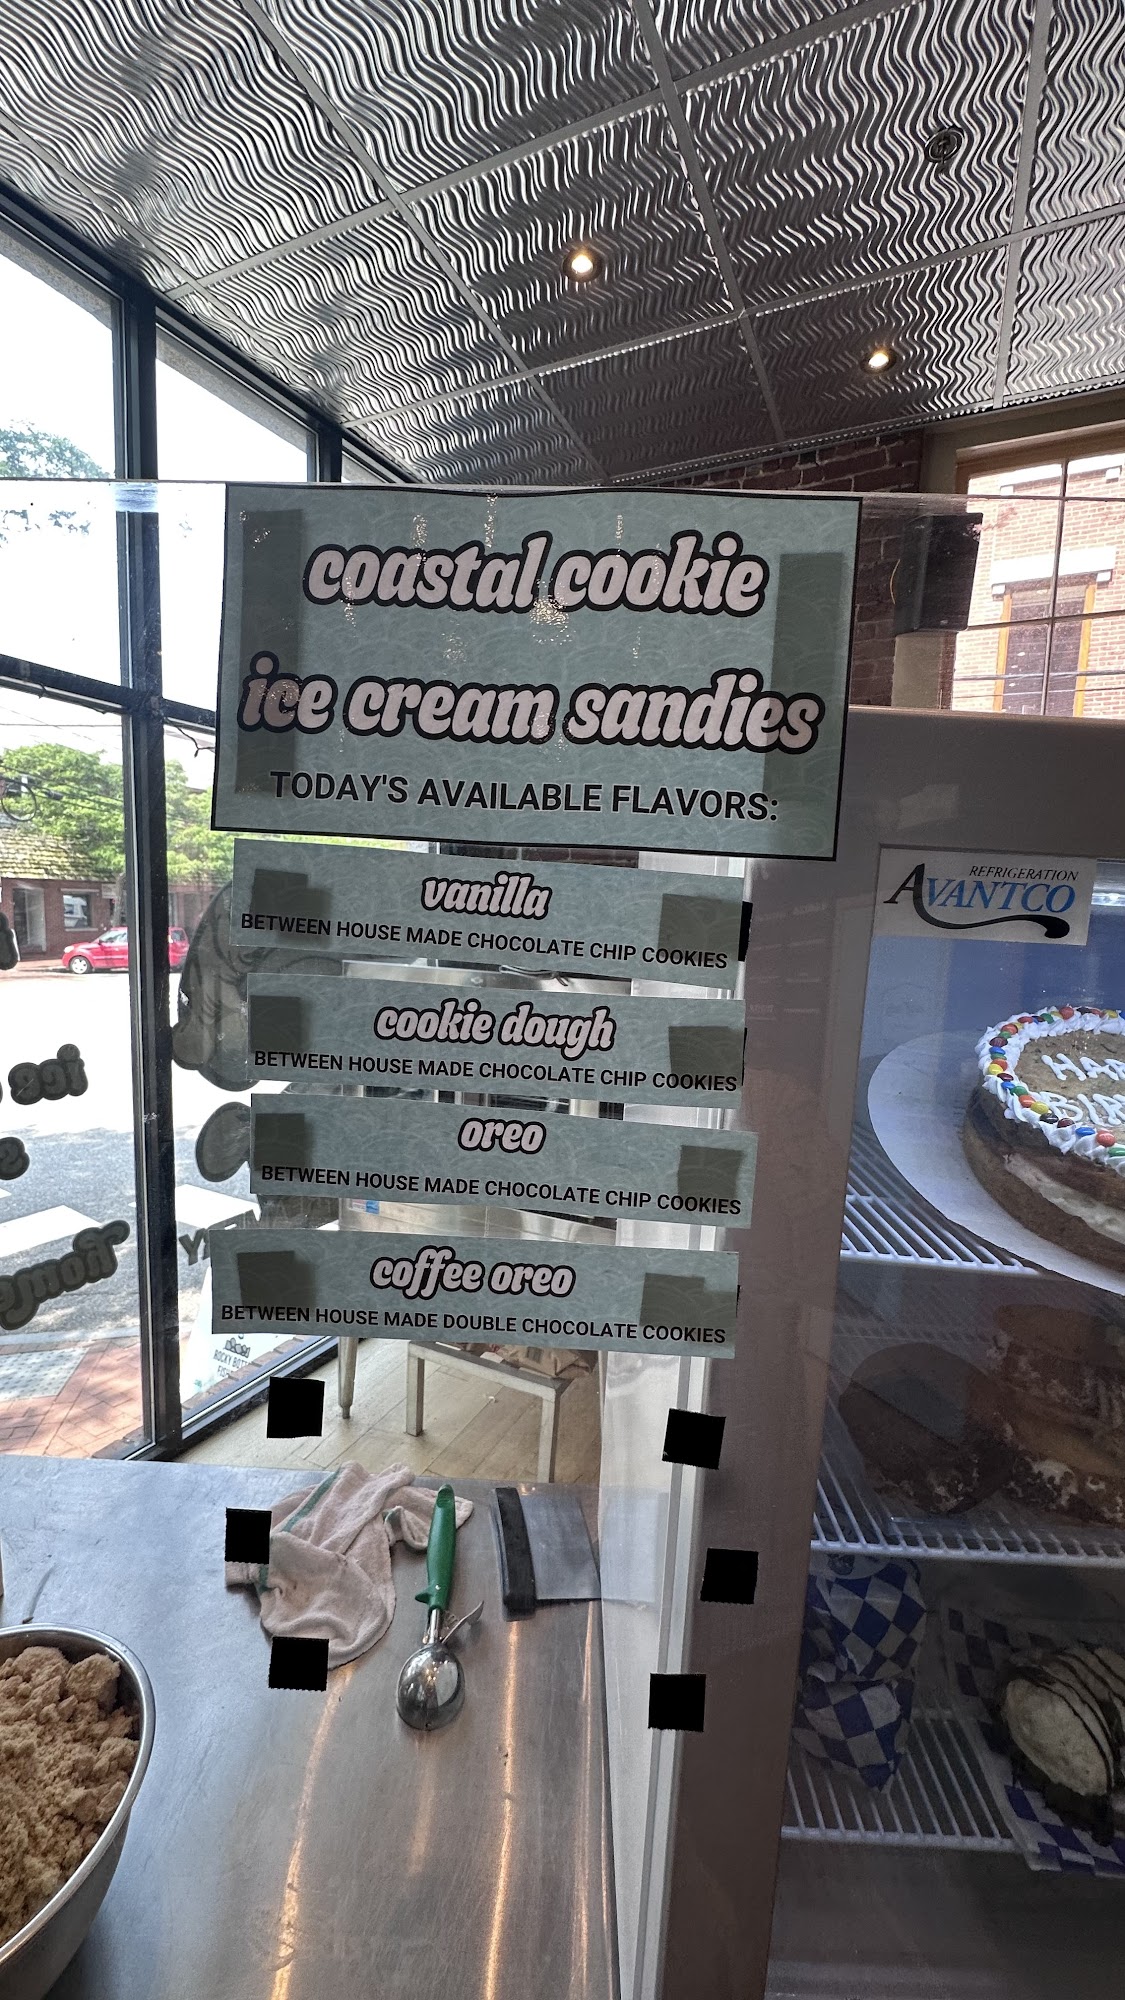 coastal cookie
ice cream sandies
TODAY'S AVAILABLE FLAVORS:
vanilla
BETWEEN HOUSE MADE CHOCOLATE CHIP COOKIES
cookie dough
BETWEEN HOUSE MADE CHOCOLATE CHIP COOKIES
oreo
BETWEEN HOUSE MADE CHOCOLATE CHIP COOKIES
coffee oreo
BETWEEN HOUSE MADE DOUBLE CHOCOLATE COOKIES
REFRIGERATION
AVANTCO
ice
ROCKY